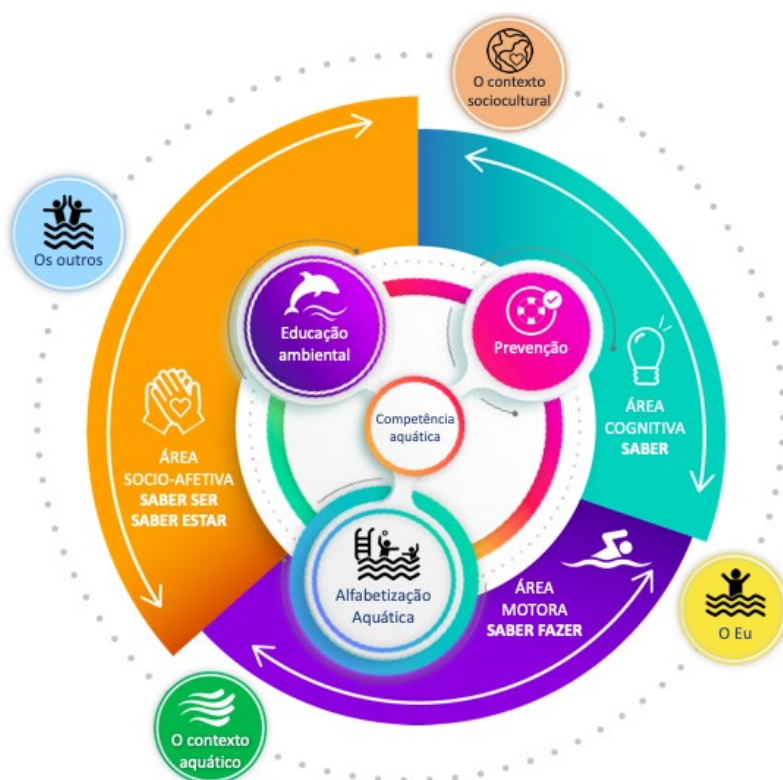 O contexto
sociocultural
Os outros
Educação
ambiental
Prevenção
Competência
aquática
ÁREA
COGNITIVA
SABER
ÁREA
SOCIO-AFETIVA
SABER SER
SABER ESTAR
Alfabetização
Aquática
ÁREA
MOTORA
SABER FAZER
O Eu
O contexto
aquático